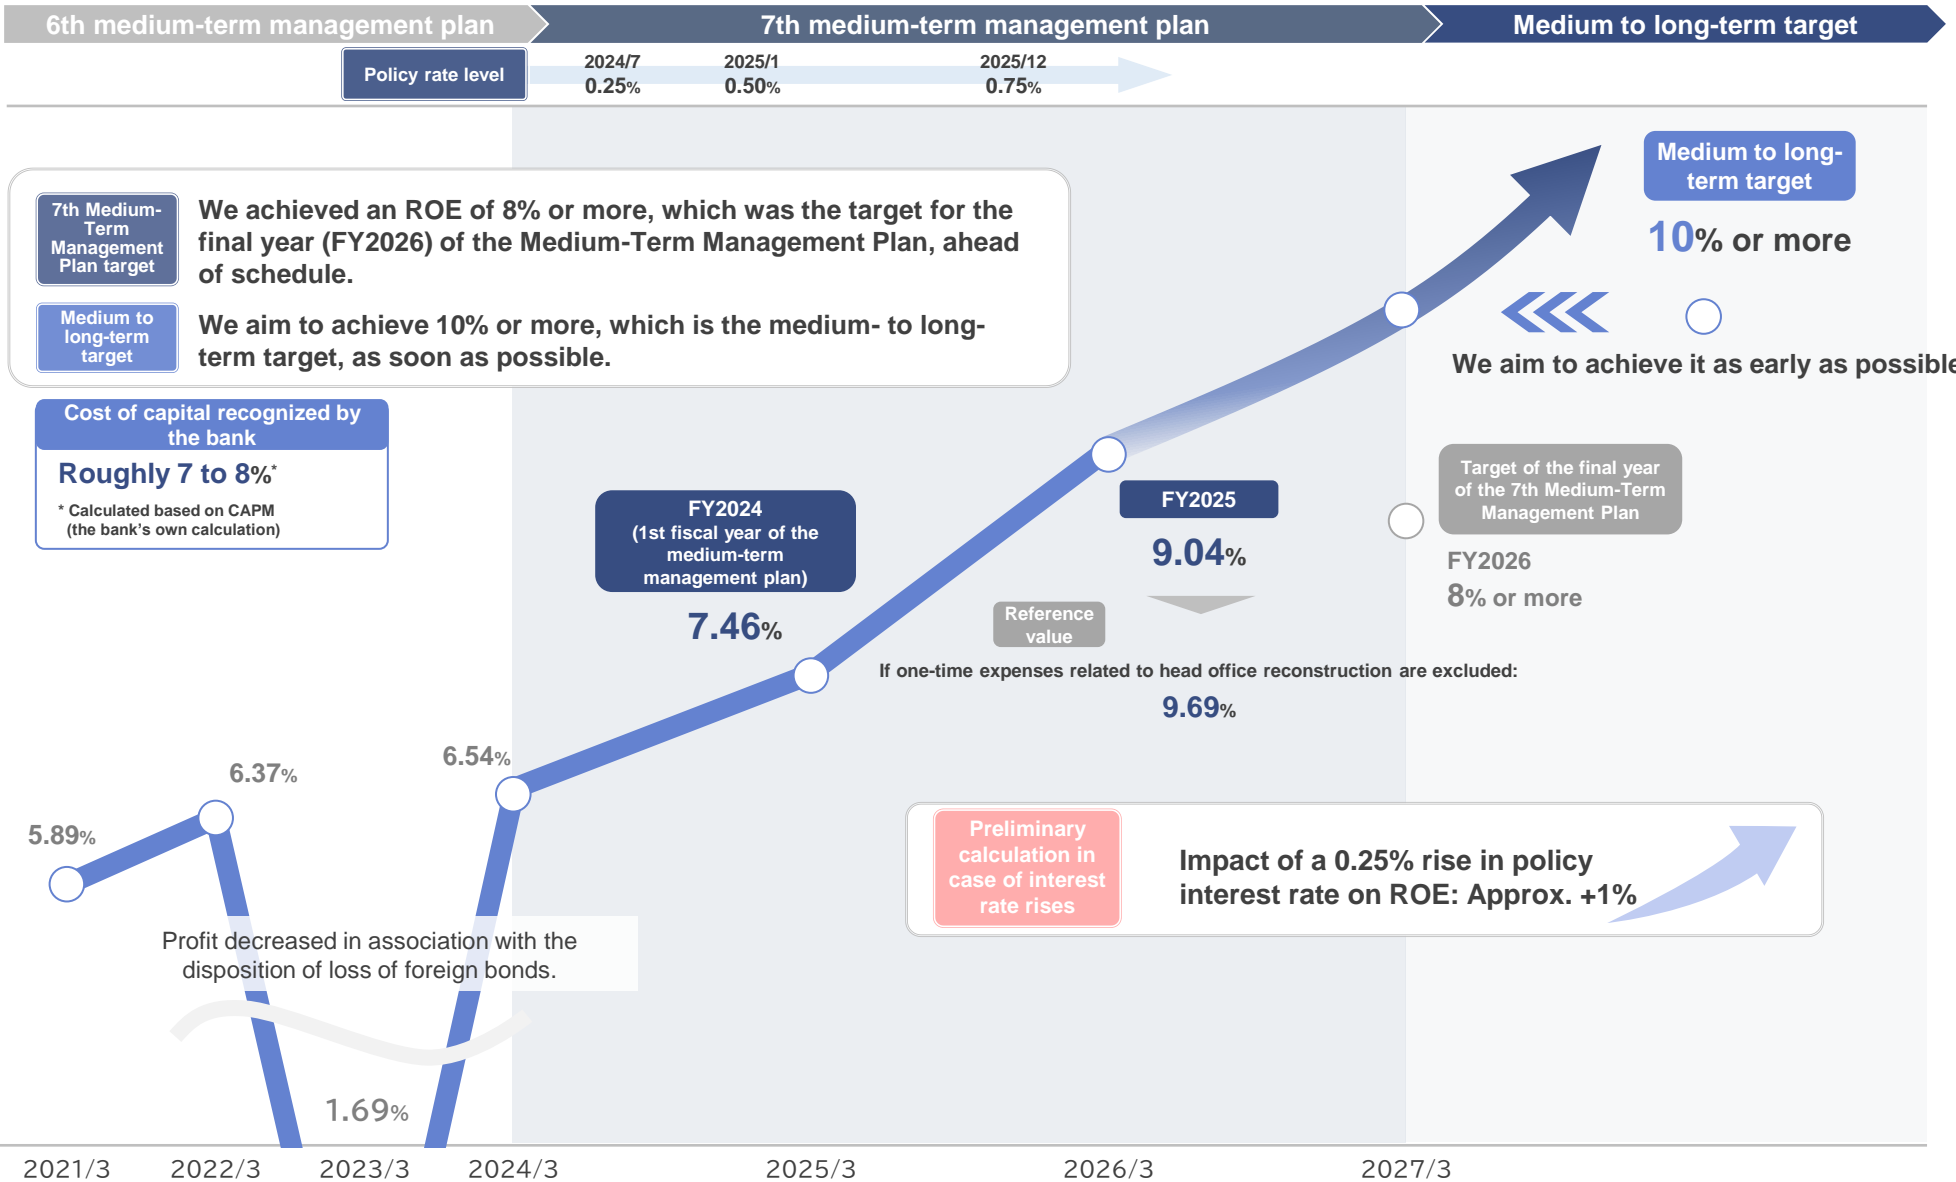 6th medium-term management plan
7th medium-term management plan
Medium to long-term target
Policy rate level
2024/7
0.25%
2025/1
0.50%
2025/12
0.75%
7th Medium-
Term
Management
Plan target
We achieved an ROE of 8% or more, which was the target for the
final year (FY2026) of the Medium-Term Management Plan, ahead
of schedule.
Medium to
long-term
target
We aim to achieve 10% or more, which is the medium- to long-
term target, as soon as possible.
Medium to long-
term target
10% or more
We aim to achieve it as early as possible
Cost of capital recognized by
the bank
Roughly 7 to 8%*
* Calculated based on CAPM
(the bank's own calculation)
FY2024
(1st fiscal year of the
medium-term
management plan)
7.46%
FY2025
9.04%
Reference
value
If one-time expenses related to head office reconstruction are excluded:
9.69%
Target of the final year
of the 7th Medium-Term
Management Plan
FY2026
8% or more
5.89%
6.37%
6.54%
Profit decreased in association with the
disposition of loss of foreign bonds.
1.69%
Preliminary
calculation in
case of interest
rate rises
Impact of a 0.25% rise in policy
interest rate on ROE: Approx. +1%
2021/3
2022/3
2023/3
2024/3
2025/3
2026/3
2027/3